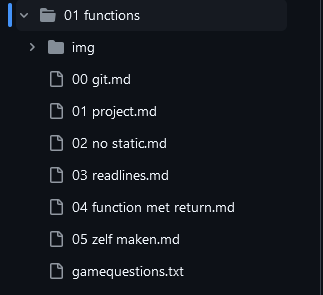 01 functions
img
00 git.md
01 project.md
02 no static.md
03 readlines.md
04 function met return.md
05 zelf maken.md
gamequestions.txt